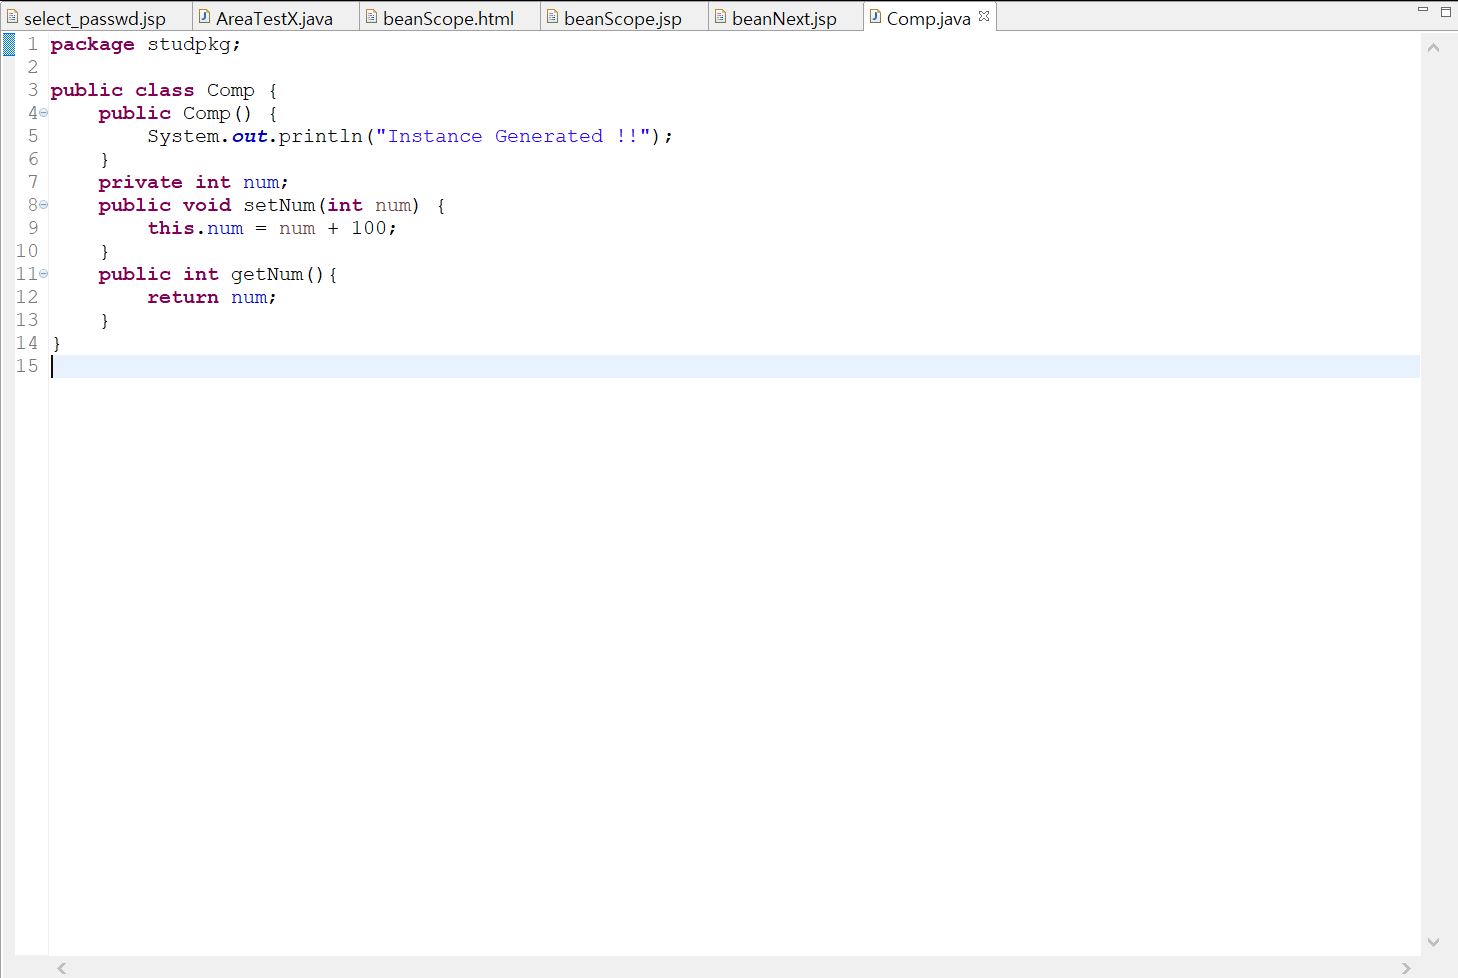 select_passwd.jsp AreaTestX.java beanScope.html beanScope.jsp beanNext.jsp Comp.java
1 package studpkg;
2
3 public class Comp {
4 public Comp() {
5 System.out.println("Instance Generated !!");
6 }
7 private int num;
8 public void setNum(int num) {
9 this.num = num + 100;
10 }
11 public int getNum(){
12 return num;
13 }
14 }
15